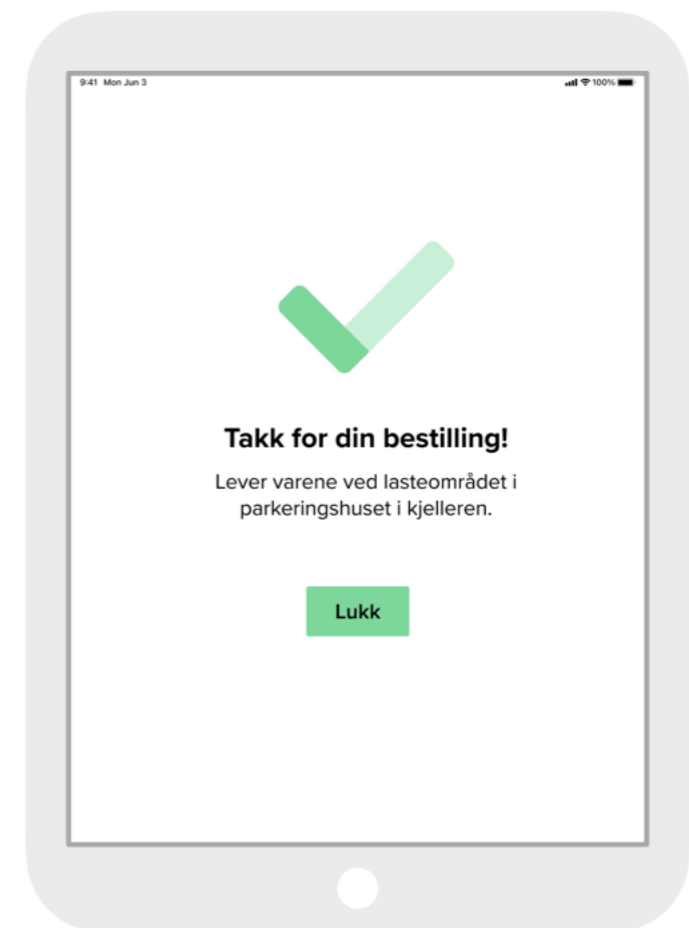 9:41 Mon Jun 3
100%
Takk for din bestilling!
Lever varene ved lasteområdet i
parkeringshuset i kjelleren.
Lukk